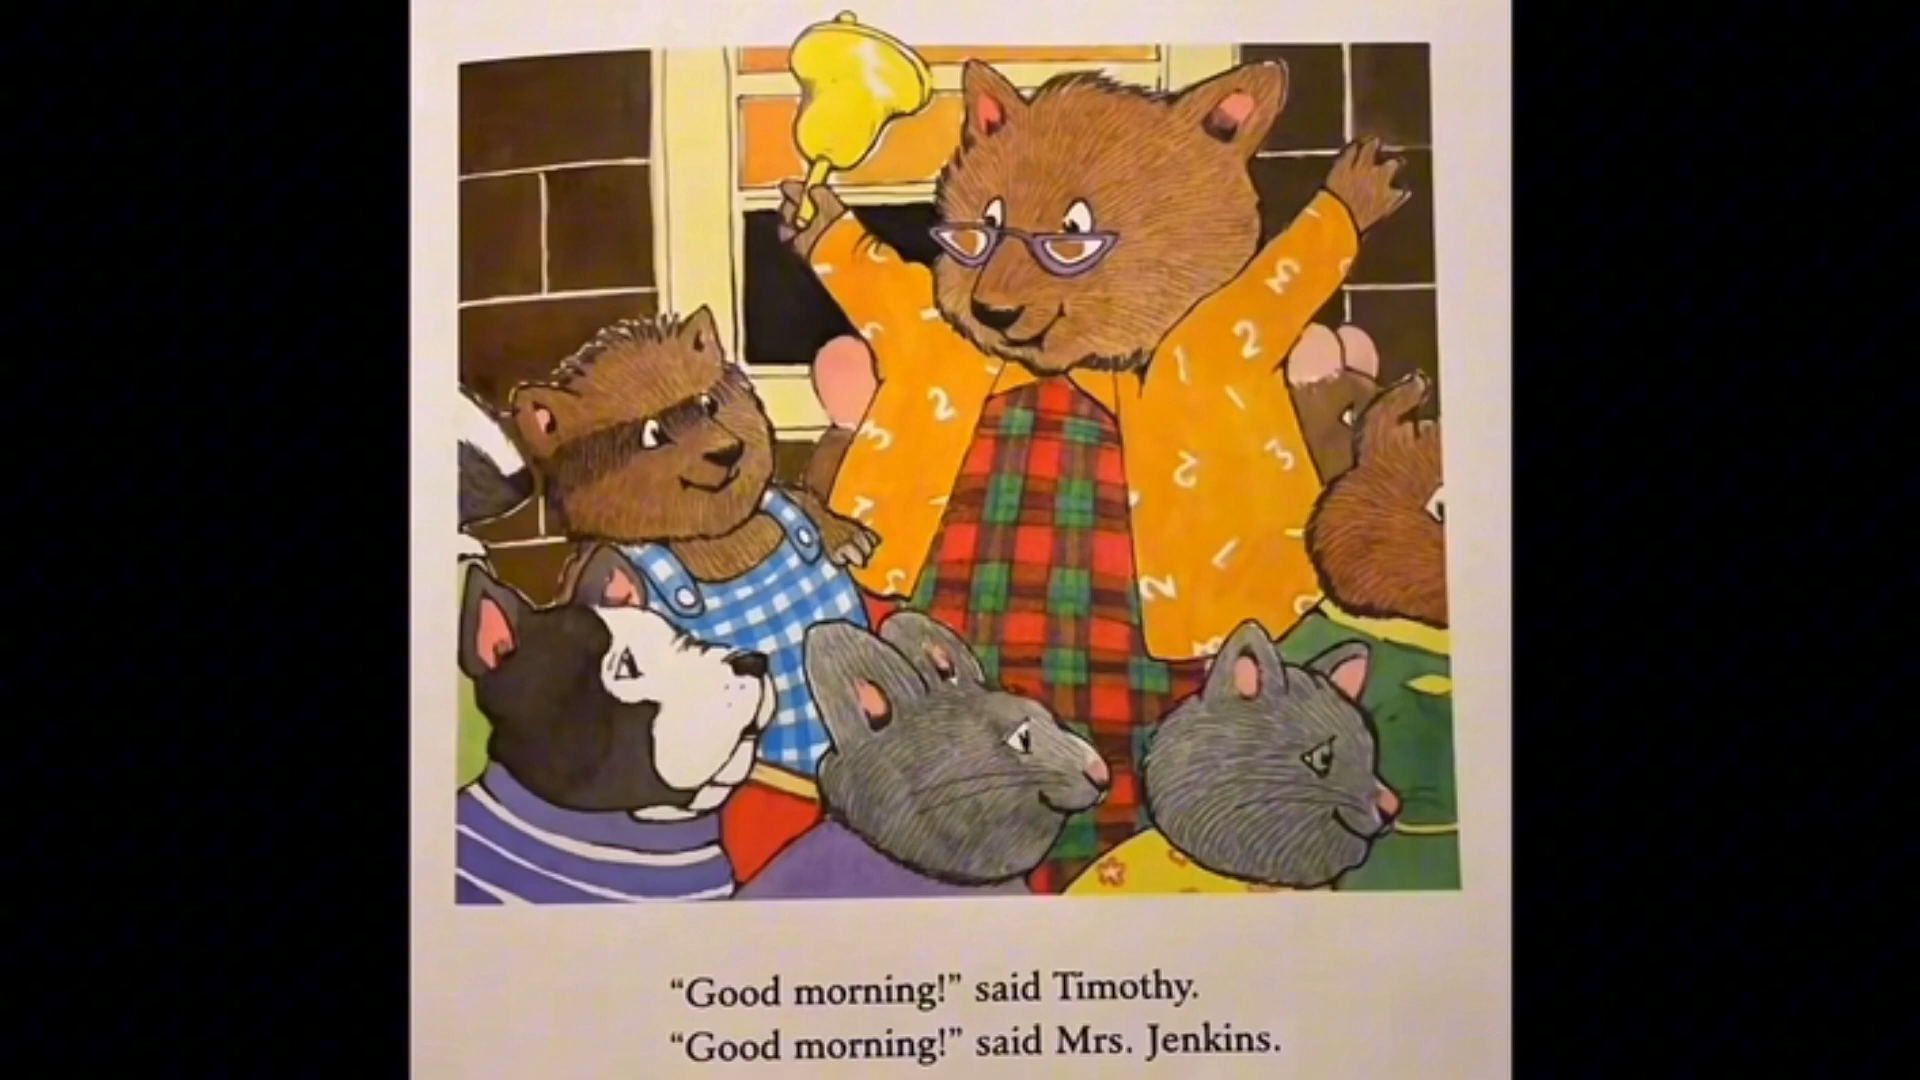 “Good morning!” said Timothy.
“Good morning!” said Mrs. Jenkins.